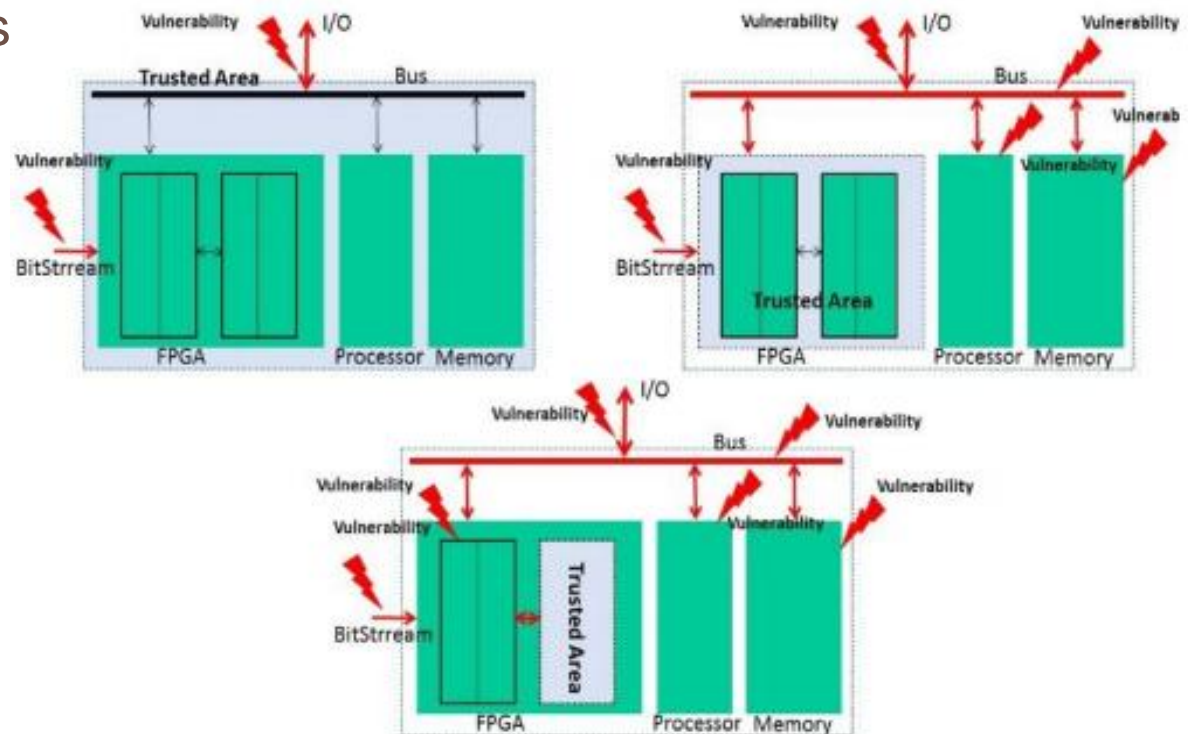 s
Vulnerability
I/O
Trusted Area
Bus
Vulnerability
BitStrream
FPGA
Processor
Memory
Vulnerability
I/O
Vulnerability
Bus
Vulnerab
Vulnerability
Vulnerability
BitStrream
Trusted Area
FPGA
Processor
Memory
I/O
Vulnerability
Vulnerability
Bus
Vulnerability
Vulnerability
Vulnerability
Vulnerability
BitStrream
Trusted Area
FPGA
Processor
Memory